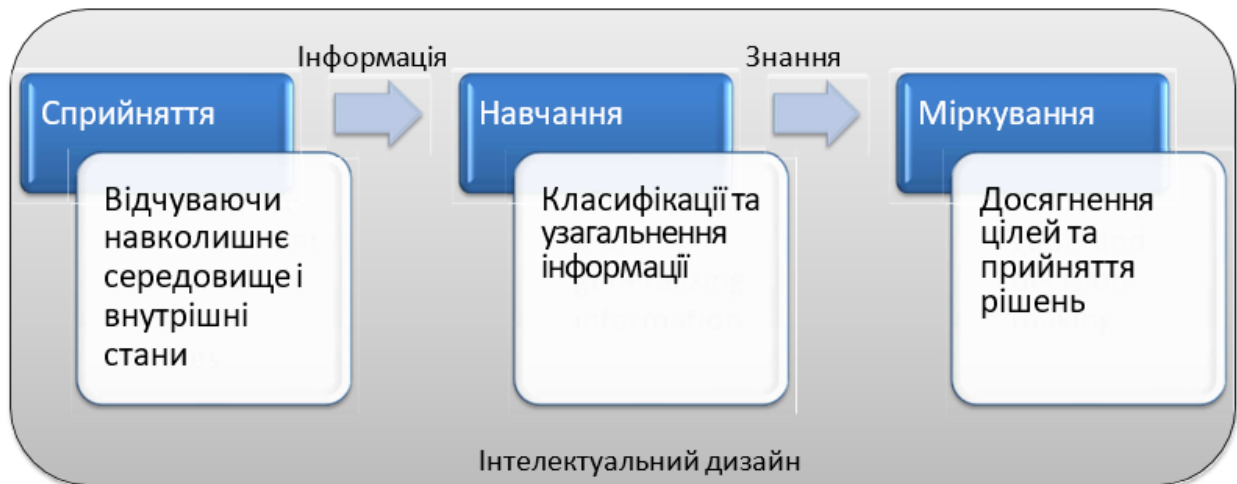 Інформація
Знання
Сприйняття
Навчання
Міркування
Відчуваючи
навколишнє
середовище і
внутрішні
стани
Класифікації та
узагальнення
інформації
Досягнення
цілей та
прийняття
рішень
Інтелектуальний дизайн